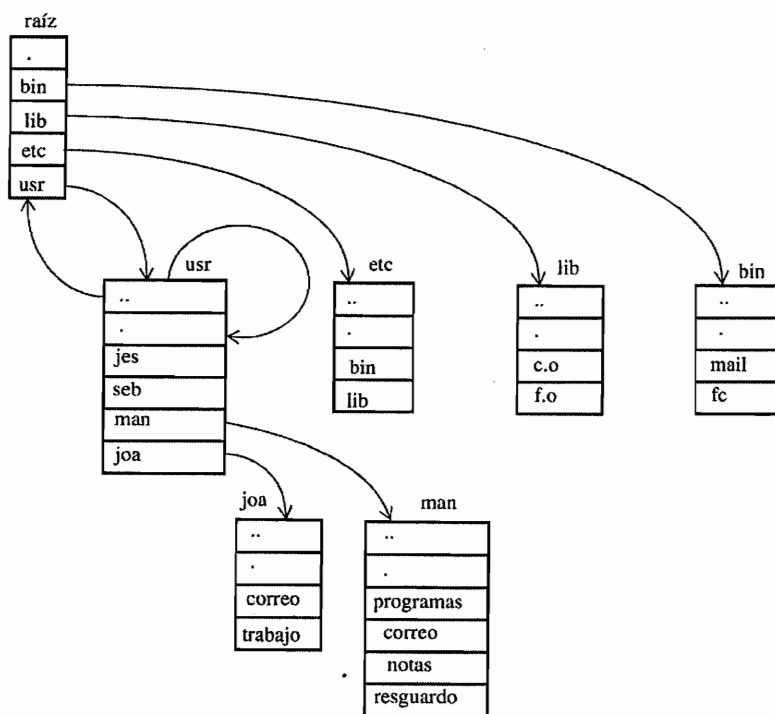 raíz
.
bin
lib
etc
usr
usr
..
.
jes
seb
man
joa
etc
..
.
bin
lib
lib
..
.
c.o
f.o
bin
..
.
mail
fc
joa
..
.
correo
trabajo
man
..
.
programas
correo
notas
resguardo